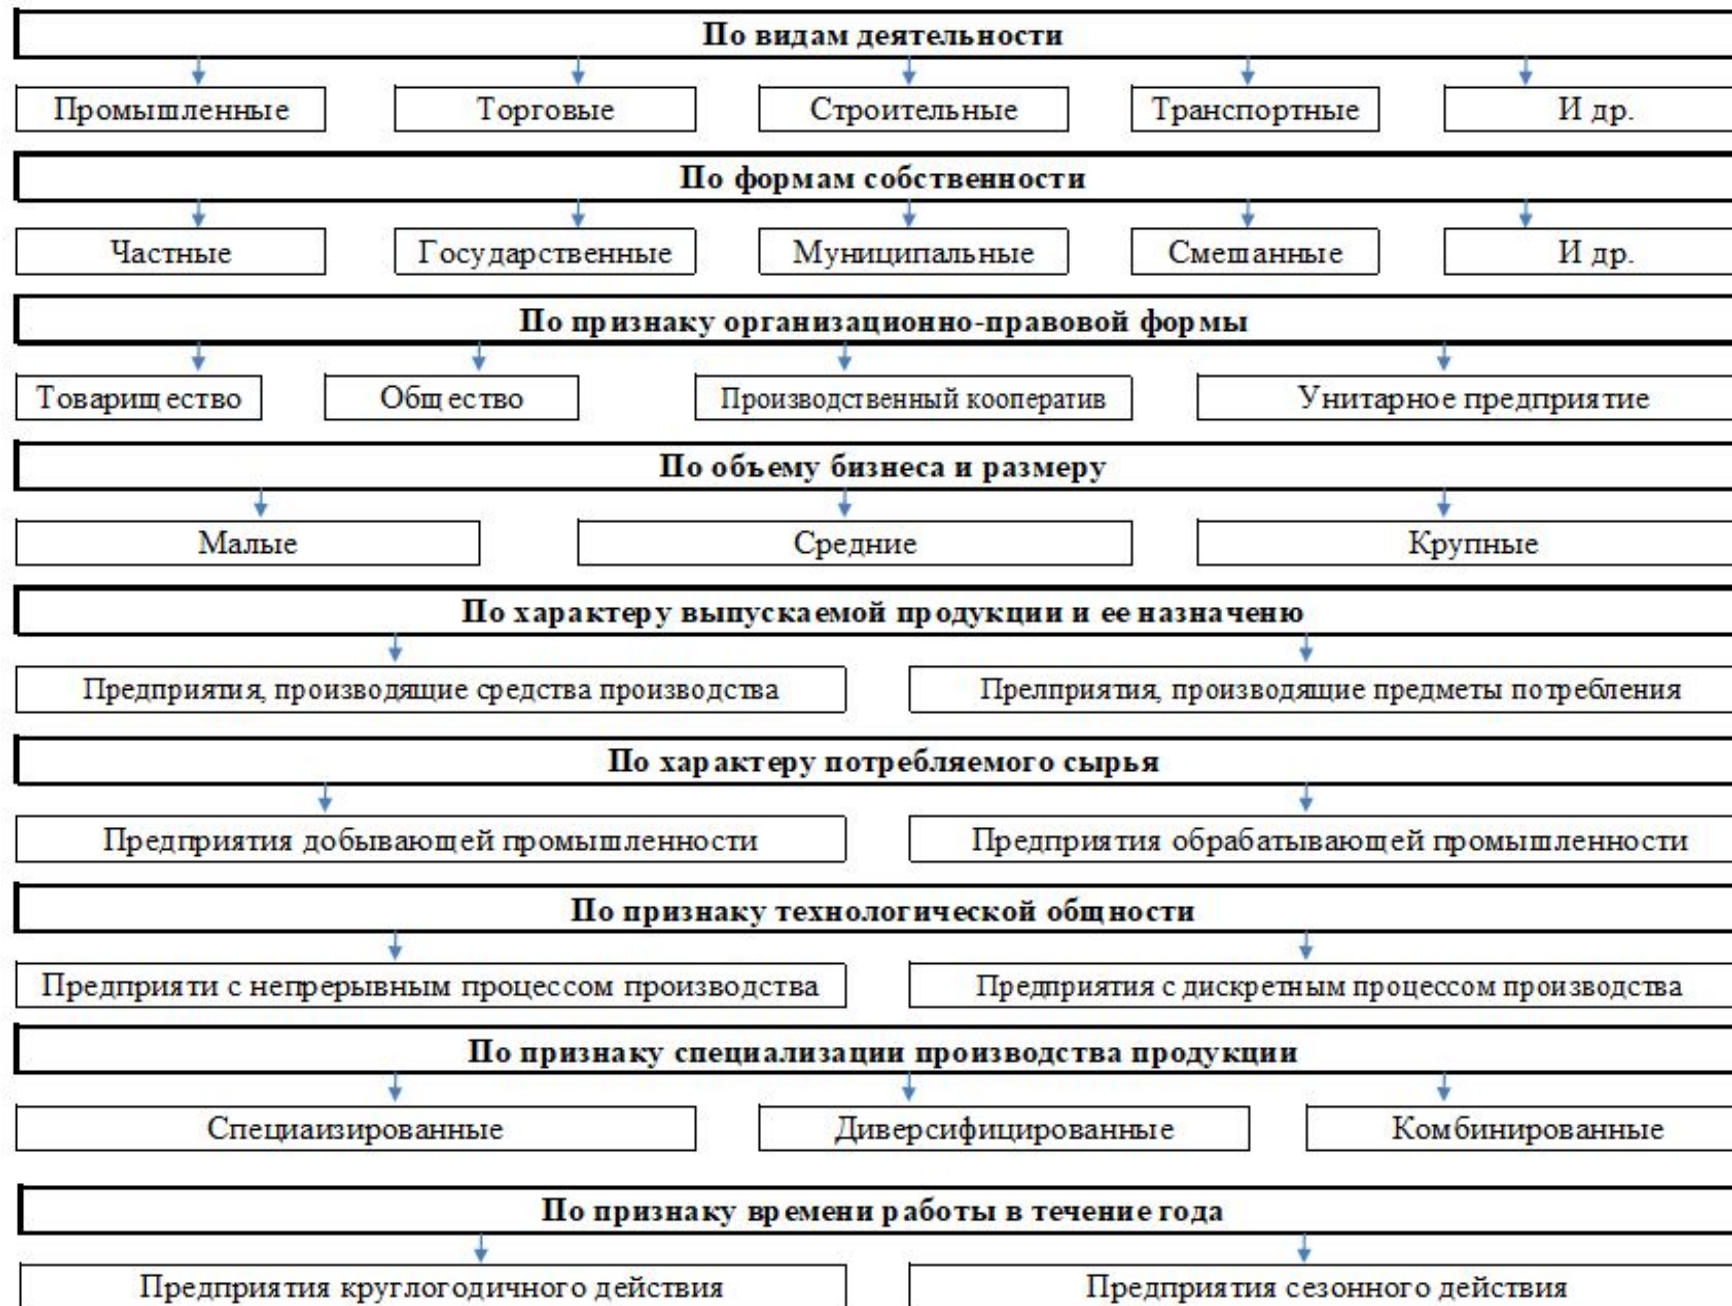 По видам деятельности
Промышленные Торговые Строительные Транспортные И др.
По формам собственности
Частные Государственные Муниципальные Смешанные И др.
По признаку организационно-правовой формы
Товарищество Общество Производственный кооператив Унитарное предприятие
По объему бизнеса и размеру
Малые Средние Крупные
По характеру выпускаемой продукции и ее назначеню
Предприятия, производящие средства производства Прелприятия, производящие предметы потребления
По характеру потребляемого сырья
Предприятия добывающей промышленности Предприятия обрабатывающей промышленности
По признаку технологической общности
Предприяти с непрерывным процессом производства Предприятия с дискретным процессом производства
По признаку специализации производства продукции
Специаизированные Диверсифицированные Комбинированные
По признаку времени работы в течение года
Предприятия круглогодичного действия Предприятия сезонного действия